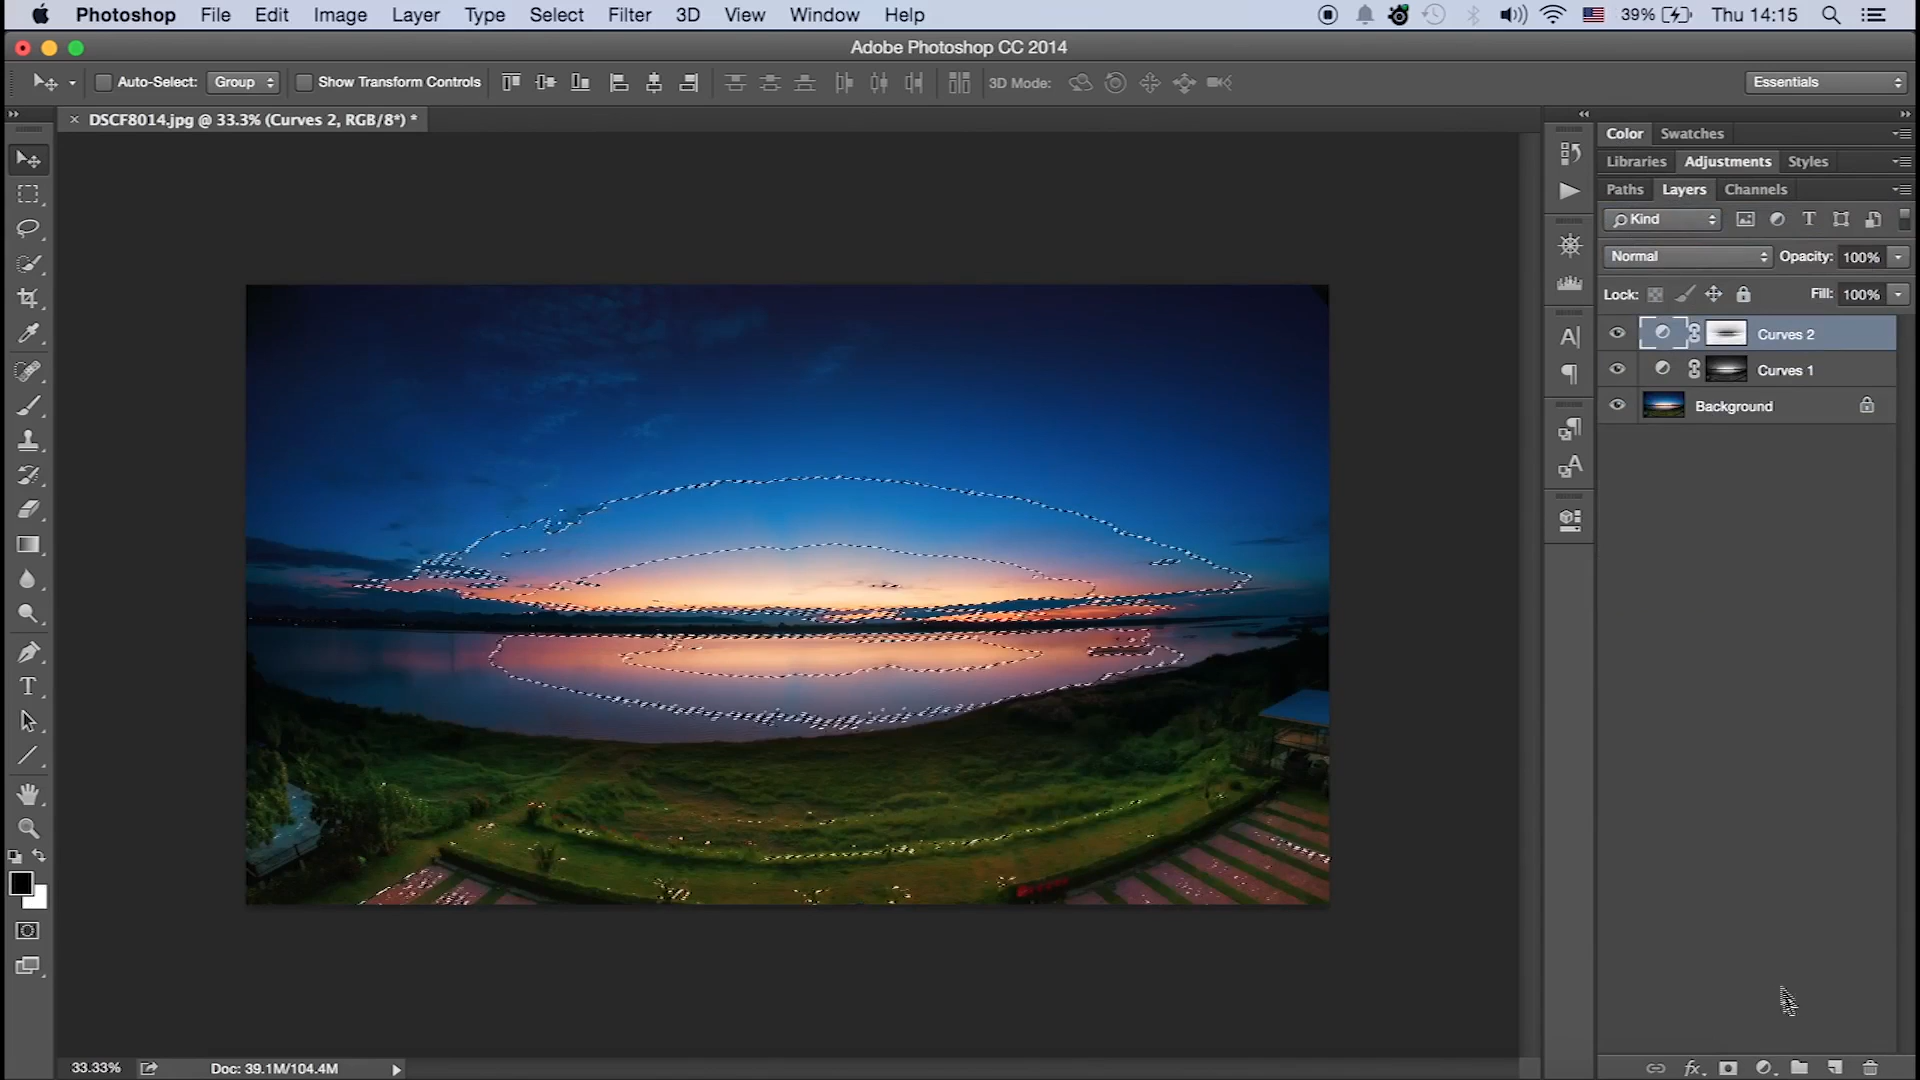 Photoshop File Edit Image Layer Type Select Filter 3D View Window Help 39% Thu 14:15
Adobe Photoshop CC 2014
Auto-Select: Group Show Transform Controls 3D Mode: Essentials
DSCF8014.jpg @ 33.3% (Curves 2, RGB/8*) *
Color Swatches
Libraries Adjustments Styles
Paths Layers Channels
Kind
Normal Opacity: 100%
Lock: Fill: 100%
Curves 2
Curves 1
Background
33.33% Doc: 39.1M/104.4M